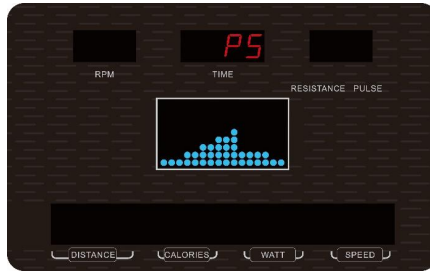 P5
RPM TIME
RESISTANCE PULSE
DISTANCE CALORIES WATT SPEED